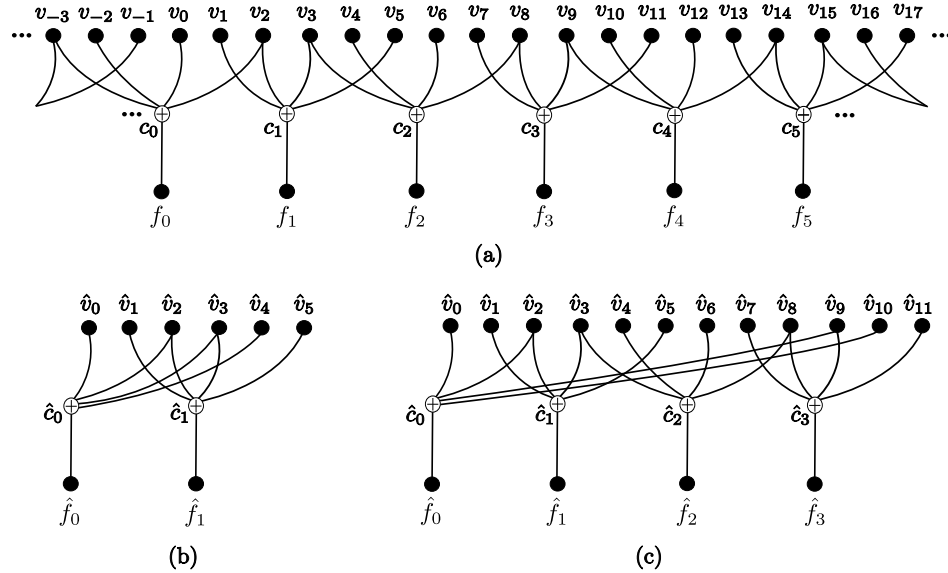 ... v₋₃ v₋₂ v₋₁ v₀ v₁ v₂ v₃ v₄ v₅ v₆ v₇ v₈ v₉ v₁₀ v₁₁ v₁₂ v₁₃ v₁₄ v₁₅ v₁₆ v₁₇ ...
... c₀ c₁ c₂ c₃ c₄ c₅ ...
f₀ f₁ f₂ f₃ f₄ f₅
(a)
v̂₀ v̂₁ v̂₂ v̂₃ v̂₄ v̂₅ v̂₀ v̂₁ v̂₂ v̂₃ v̂₄ v̂₅ v̂₆ v̂₇ v̂₈ v̂₉ v̂₁₀ v̂₁₁
ĉ₀ ĉ₁ ĉ₀ ĉ₁ ĉ₂ ĉ₃
f̂₀ f̂₁ f̂₀ f̂₁ f̂₂ f̂₃
(b) (c)